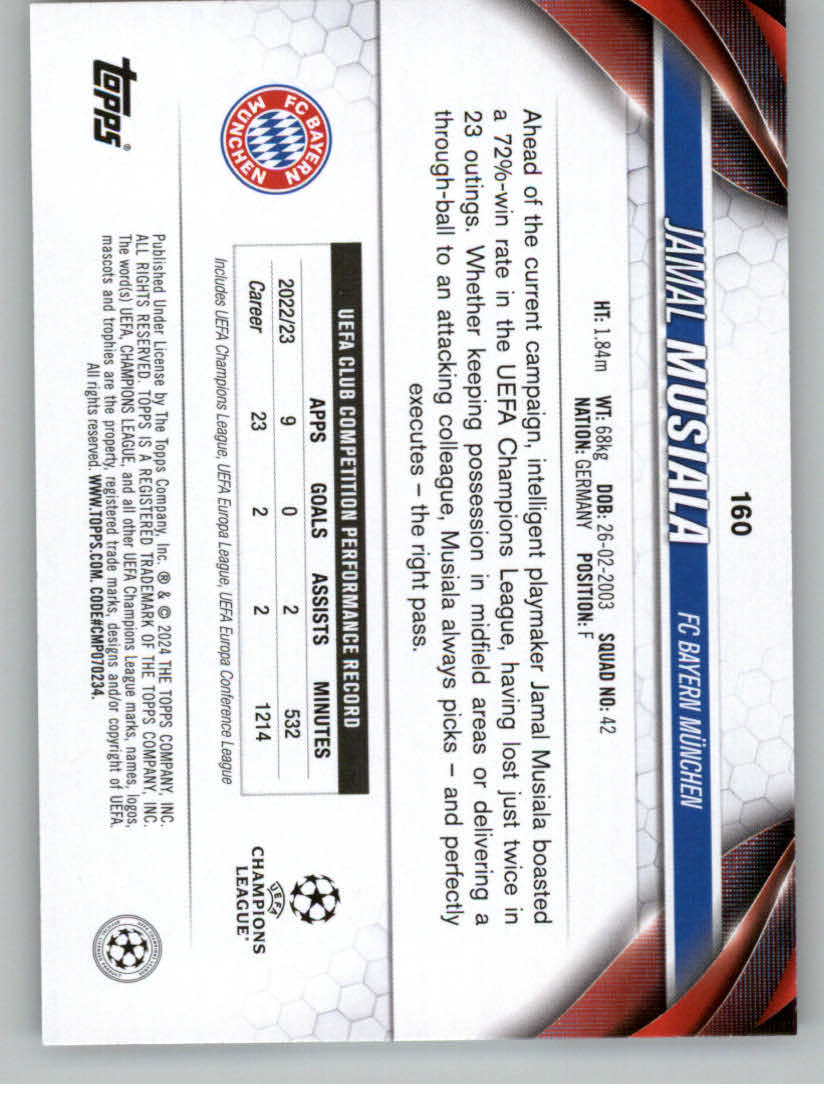 160
JAMAL MUSIALA FC BAYERN MÜNCHEN
HT: 1.84m WT: 68kg DOB: 26-02-2003 SQUAD NO: 42
NATION: GERMANY POSITION: F
Ahead of the current campaign, intelligent playmaker Jamal Musiala boasted
a 72%-win rate in the UEFA Champions League, having lost just twice in
23 outings. Whether keeping possession in midfield areas or delivering a
through-ball to an attacking colleague, Musiala always picks – and perfectly
executes – the right pass.
FC BAYERN
MÜNCHEN
UEFA CLUB COMPETITION PERFORMANCE RECORD
APPS GOALS ASSISTS MINUTES
2022/23 9 0 2 532
Career 23 2 2 1214
Includes UEFA Champions League, UEFA Europa League, UEFA Europa Conference League
UEFA
CHAMPIONS
LEAGUE®
topps®
Published Under License by The Topps Company, Inc. ® & © 2024 THE TOPPS COMPANY, INC.
ALL RIGHTS RESERVED. TOPPS IS A REGISTERED TRADEMARK OF THE TOPPS COMPANY, INC.
The word(s) UEFA, CHAMPIONS LEAGUE, and all other UEFA Champions League marks, names, logos,
mascots and trophies are the property, registered trade marks, designs and/or copyright of UEFA.
All rights reserved. WWW.TOPPS.COM. CODE#CMP070234.